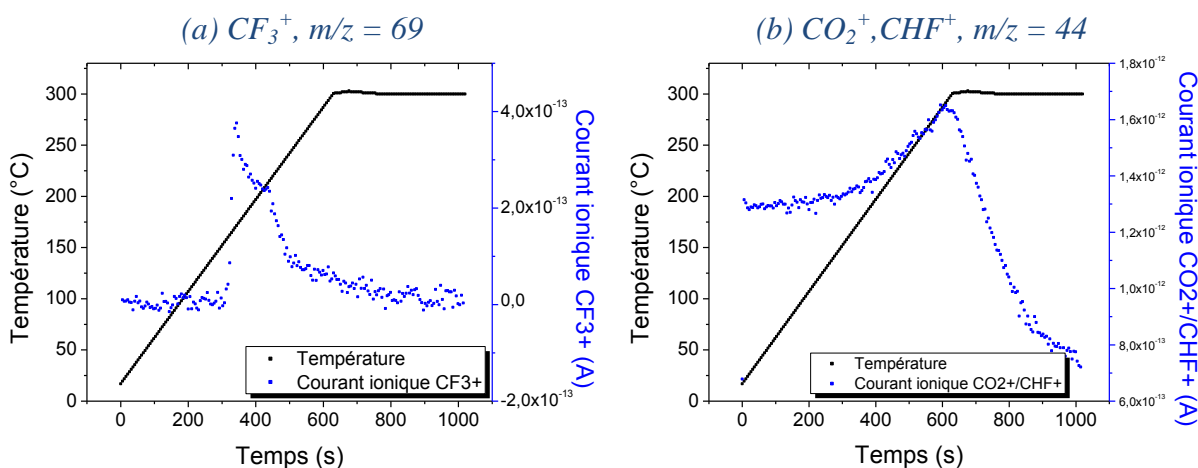 (a) CF₃⁺, m/z = 69
300
250
200
150
100
50
0
Température (°C)
4,0x10⁻¹³
2,0x10⁻¹³
0,0
-2,0x10⁻¹³
Courant ionique CF3+ (A)
Température
Courant ionique CF3+
0 200 400 600 800 1000
Temps (s)
(b) CO₂⁺,CHF⁺, m/z = 44
300
250
200
150
100
50
0
Température (°C)
1,8x10⁻¹²
1,6x10⁻¹²
1,4x10⁻¹²
1,2x10⁻¹²
1,0x10⁻¹²
8,0x10⁻¹³
6,0x10⁻¹³
Courant ionique CO2+/CHF+ (A)
Température
Courant ionique CO2+/CHF+
0 200 400 600 800 1000
Temps (s)